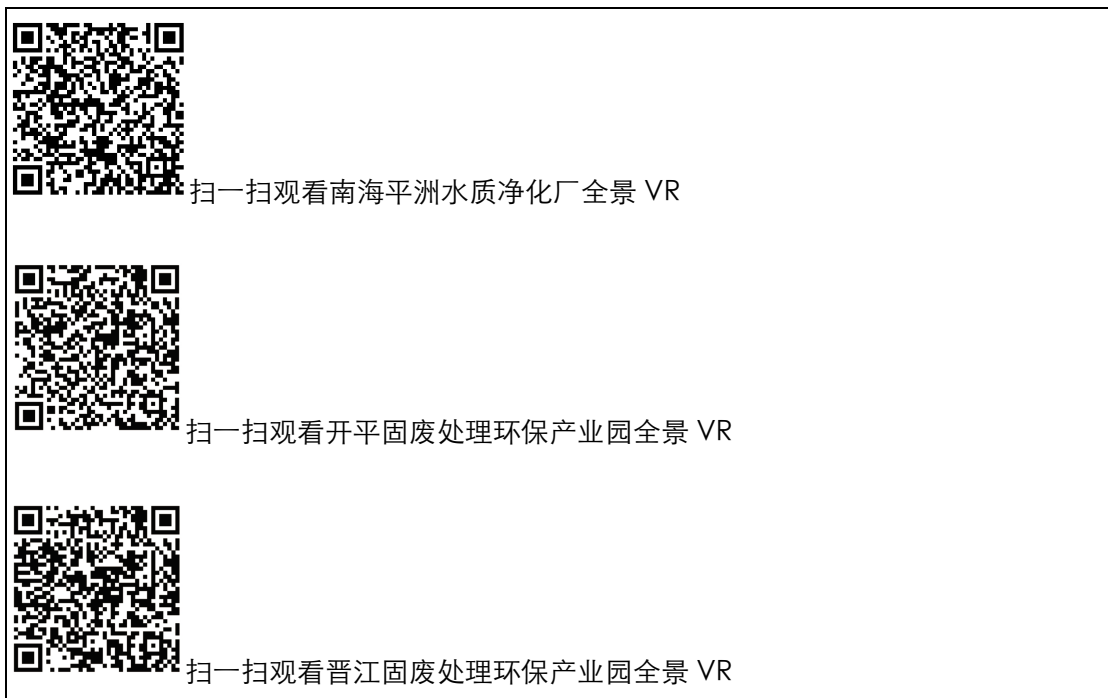 扫一扫观看南海平洲水质净化厂全景 VR
扫一扫观看开平固废处理环保产业园全景 VR
扫一扫观看晋江固废处理环保产业园全景 VR